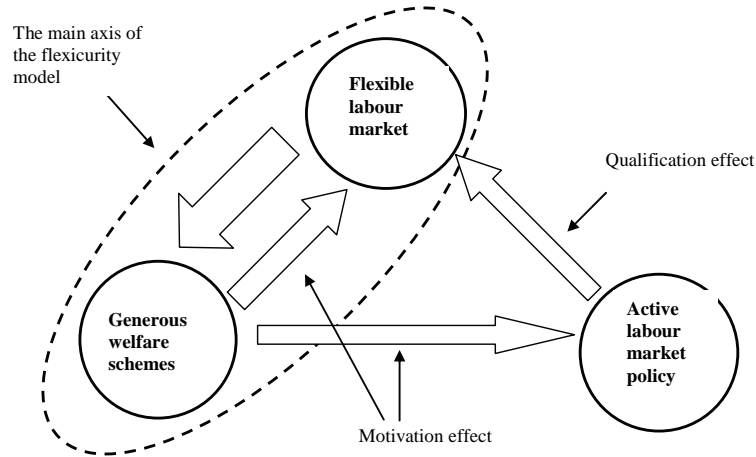 The main axis of
the flexicurity
model
Flexible
labour
market
Qualification effect
Generous
welfare
schemes
Active
labour
market
policy
Motivation effect